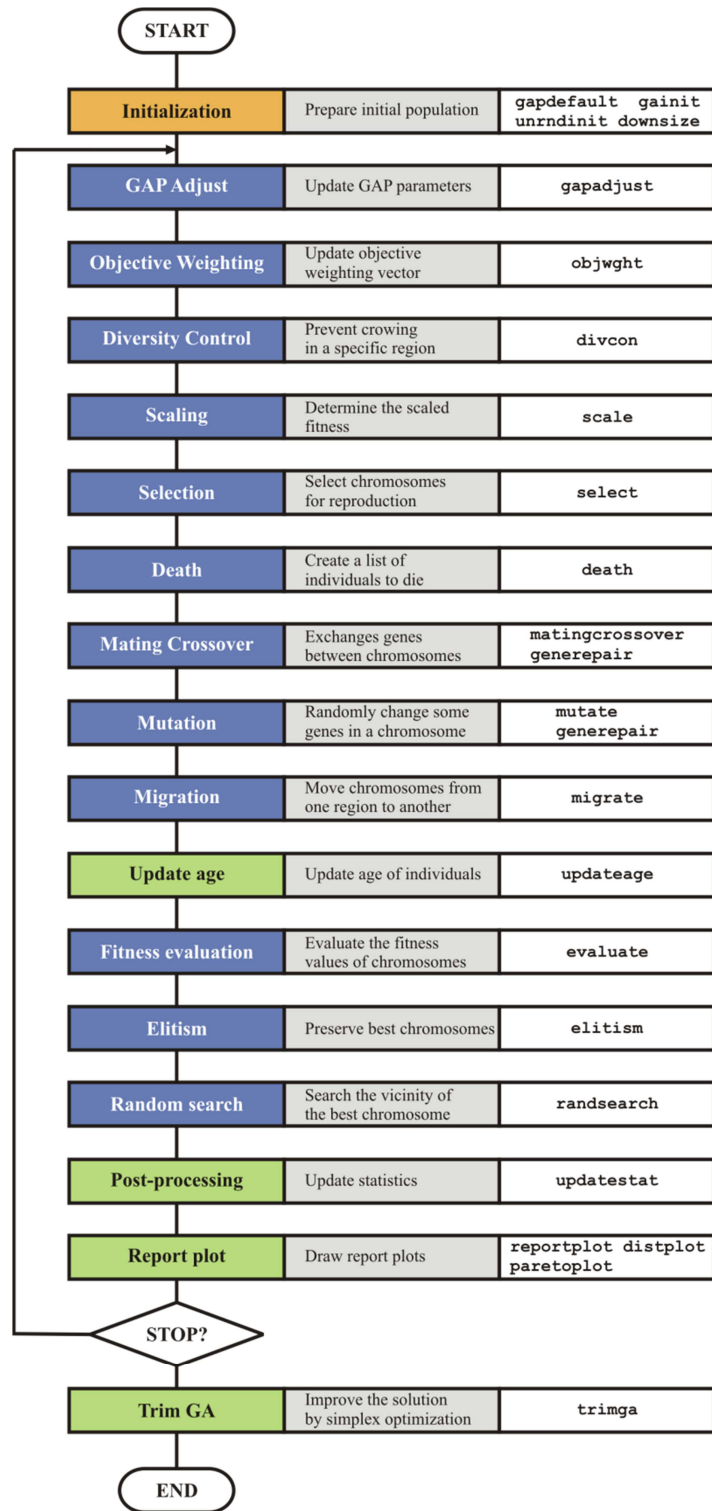 START
Initialization
Prepare initial population
gapdefault gainit
unrndinit downsize
GAP Adjust
Update GAP parameters
gapadjust
Objective Weighting
Update objective
weighting vector
objwght
Diversity Control
Prevent crowing
in a specific region
divcon
Scaling
Determine the scaled
fitness
scale
Selection
Select chromosomes
for reproduction
select
Death
Create a list of
individuals to die
death
Mating Crossover
Exchanges genes
between chromosomes
matingcrossover
generepair
Mutation
Randomly change some
genes in a chromosome
mutate
generepair
Migration
Move chromosomes from
one region to another
migrate
Update age
Update age of individuals
updateage
Fitness evaluation
Evaluate the fitness
values of chromosomes
evaluate
Elitism
Preserve best chromosomes
elitism
Random search
Search the vicinity of
the best chromosome
randsearch
Post-processing
Update statistics
updatestat
Report plot
Draw report plots
reportplot distplot
paretoplot
STOP?
Trim GA
Improve the solution
by simplex optimization
trimga
END